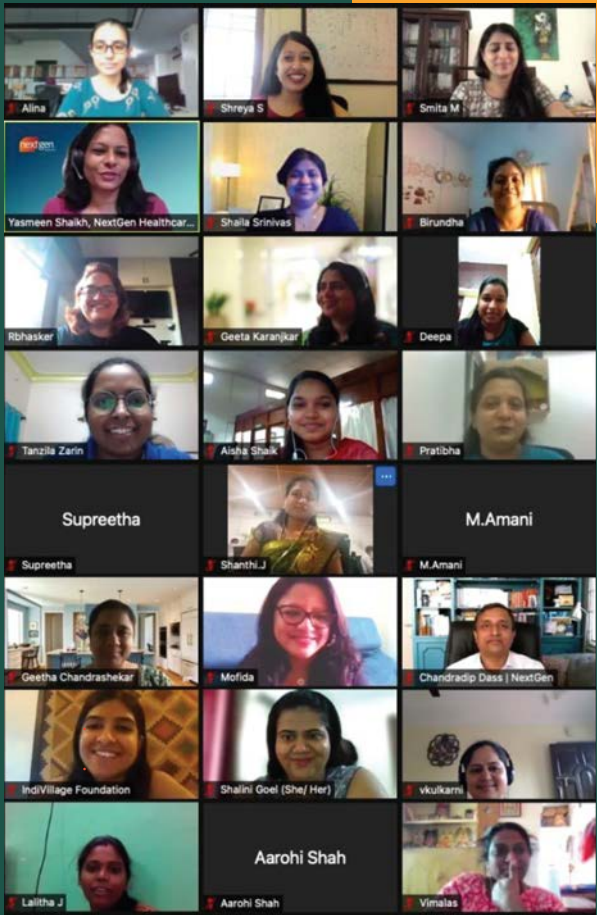 Alina
Shreya S
Smita M
nextgen
Yasmeen Shaikh, NextGen Healthcar...
Shaila Srinivas
Birundha
Rbhasker
Geeta Karanjkar
Deepa
Tanzila Zarin
Aisha Shaik
Pratibha
Supreetha
Supreetha
Shanthi.J
M.Amani
M.Amani
Geetha Chandrashekar
Mofida
Chandradip Dass | NextGen
IndiVillage Foundation
Shalini Goel (She/ Her)
vkulkarni
Lalitha J
Aarohi Shah
Aarohi Shah
Vimalas